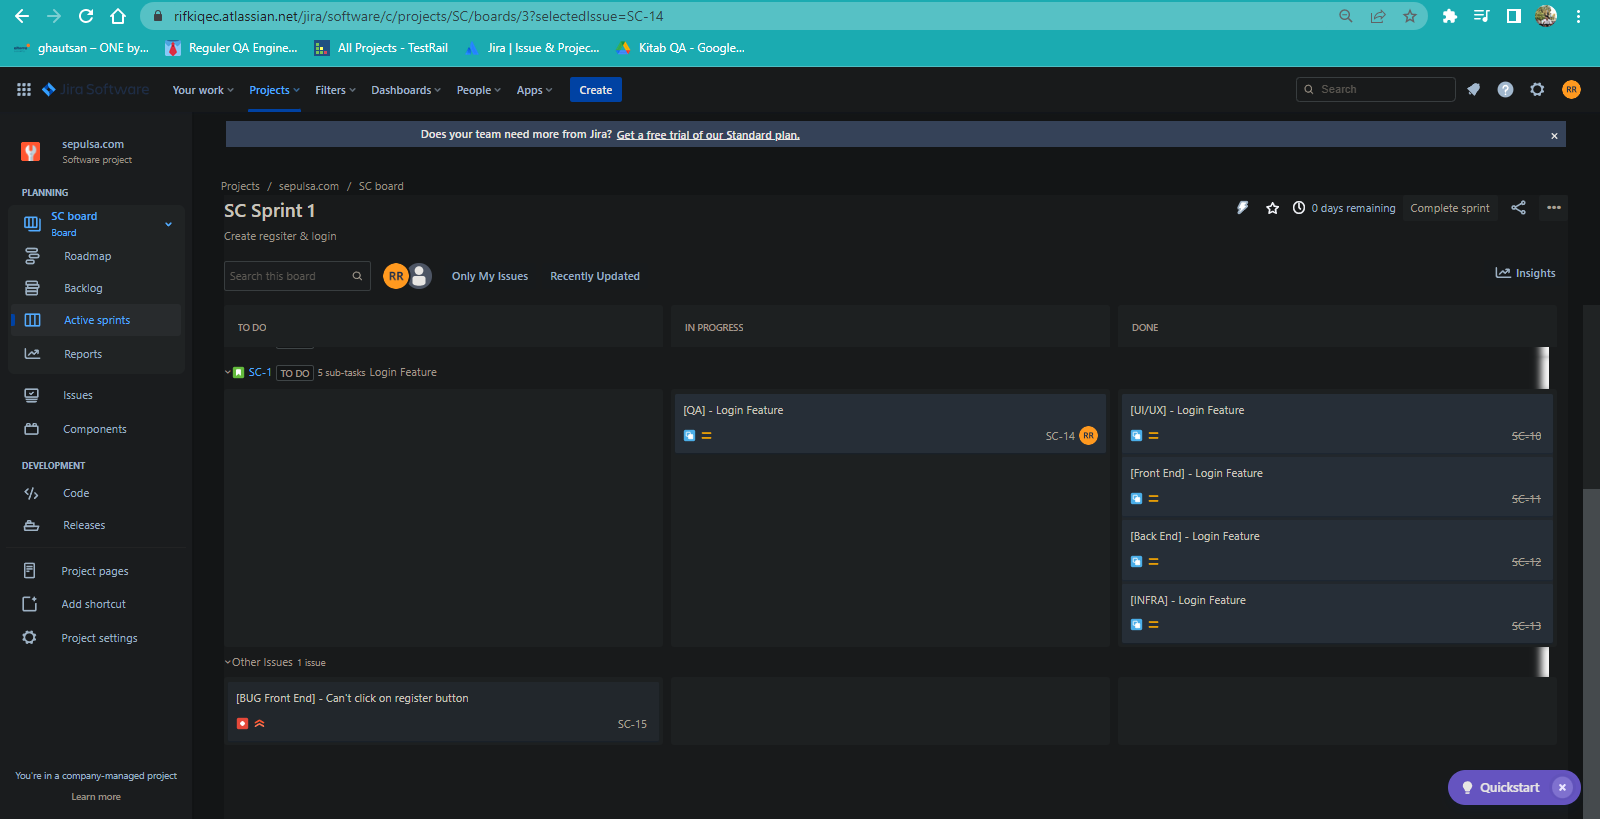 rifkiqec.atlassian.net/jira/software/c/projects/SC/boards/3?selectedIssue=SC-14
ghautsan – ONE by...
Reguler QA Engine...
All Projects - TestRail
Jira | Issue & Projec...
Kitab QA - Google...
Jira Software
Your work
Projects
Filters
Dashboards
People
Apps
Create
Search
RR
Does your team need more from Jira? Get a free trial of our Standard plan.
sepulsa.com
Software project
PLANNING
SC board
Board
Roadmap
Backlog
Active sprints
Reports
Issues
Components
DEVELOPMENT
Code
Releases
Project pages
Add shortcut
Project settings
You're in a company-managed project
Learn more
Projects / sepulsa.com / SC board
SC Sprint 1
0 days remaining
Complete sprint
Create regsiter & login
Search this board
RR
Only My Issues
Recently Updated
Insights
TO DO
IN PROGRESS
DONE
SC-1 TO DO 5 sub-tasks Login Feature
[QA] - Login Feature
SC-14 RR
[UI/UX] - Login Feature
SC-10
[Front End] - Login Feature
SC-11
[Back End] - Login Feature
SC-12
[INFRA] - Login Feature
SC-13
Other Issues 1 issue
[BUG Front End] - Can't click on register button
SC-15
Quickstart